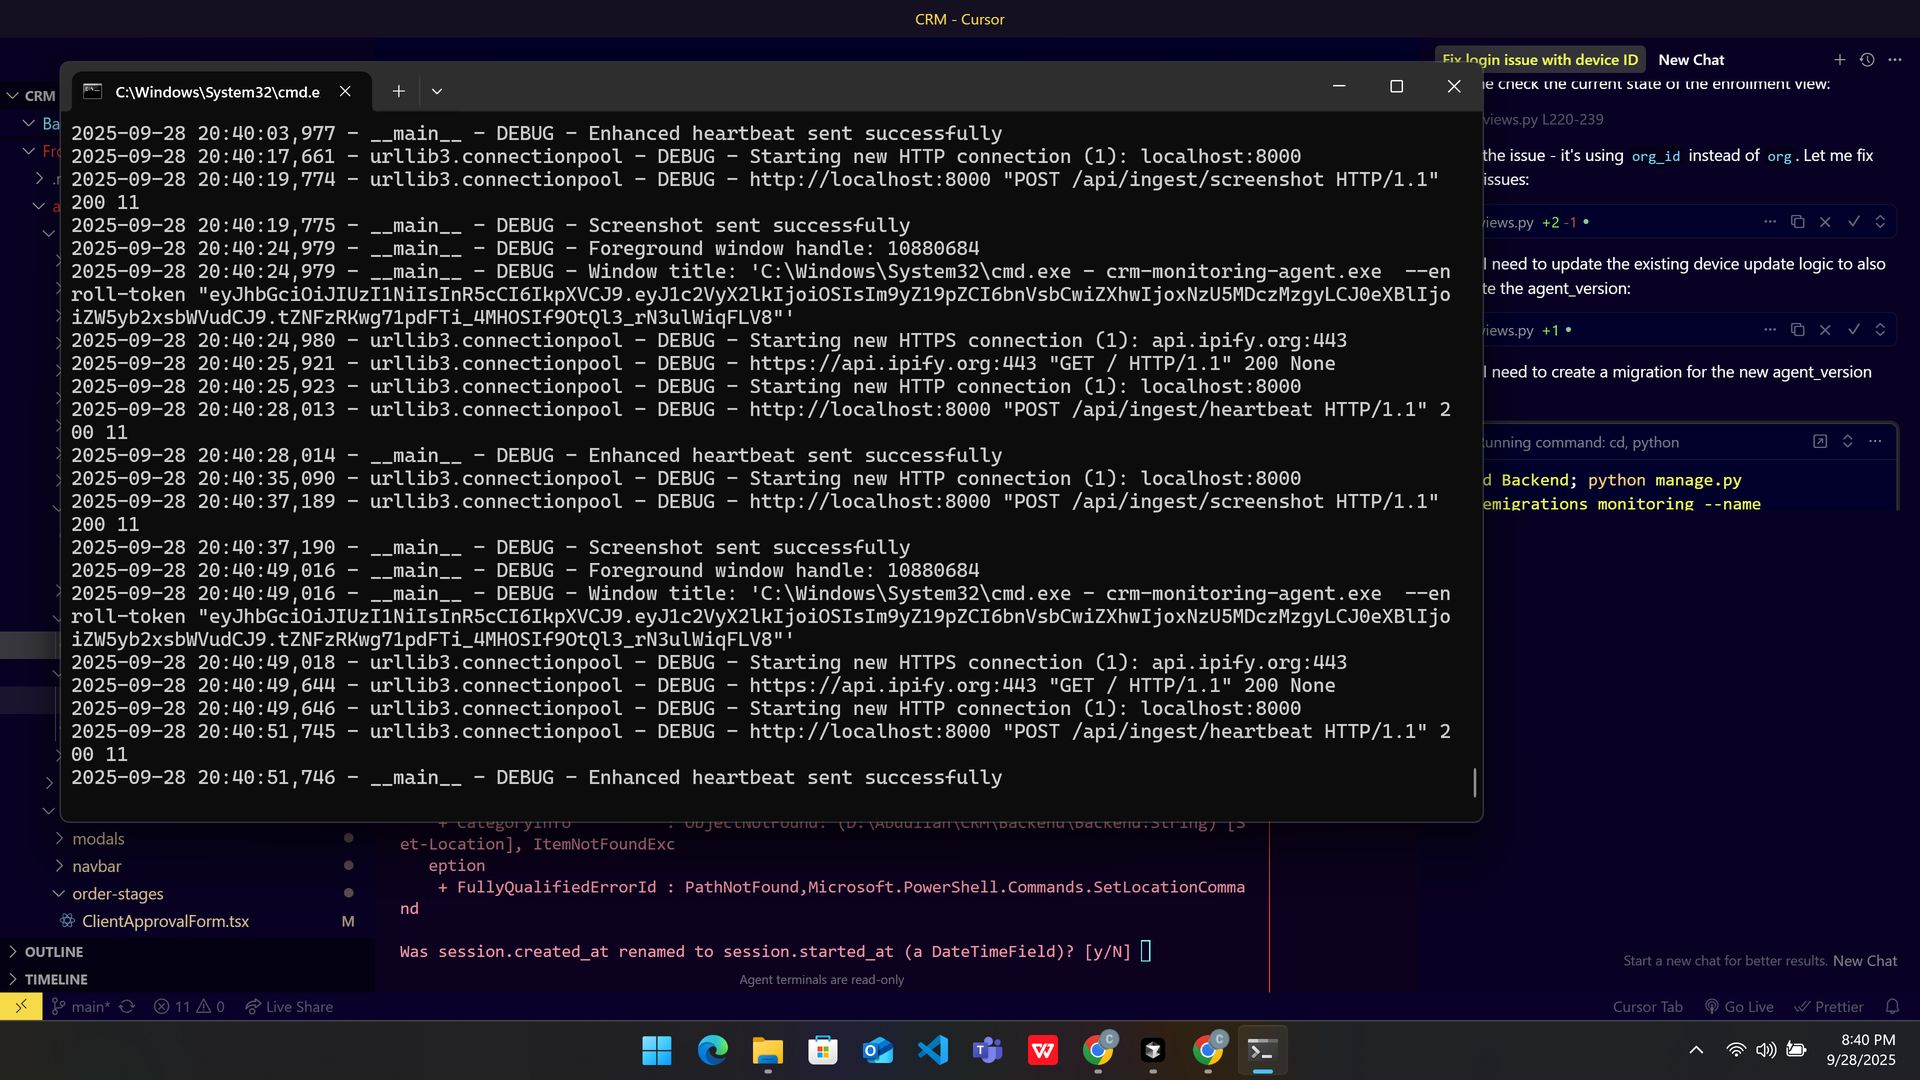 CRM - Cursor
Fix login issue with device ID
New Chat
C:\Windows\System32\cmd.e
CRM
Ba
Fro
check the current state of the enrollment view:
views.py L220-239
the issue - it's using org_id instead of org. Let me fix
issues:
views.py +2 -1
I need to update the existing device update logic to also
te the agent_version:
views.py +1
I need to create a migration for the new agent_version
unning command: cd, python
d Backend; python manage.py
emigrations monitoring --name
2025-09-28 20:40:03,977 - __main__ - DEBUG - Enhanced heartbeat sent successfully
2025-09-28 20:40:17,661 - urllib3.connectionpool - DEBUG - Starting new HTTP connection (1): localhost:8000
2025-09-28 20:40:19,774 - urllib3.connectionpool - DEBUG - http://localhost:8000 "POST /api/ingest/screenshot HTTP/1.1"
200 11
2025-09-28 20:40:19,775 - __main__ - DEBUG - Screenshot sent successfully
2025-09-28 20:40:24,979 - __main__ - DEBUG - Foreground window handle: 10880684
2025-09-28 20:40:24,979 - __main__ - DEBUG - Window title: 'C:\Windows\System32\cmd.exe - crm-monitoring-agent.exe  --en
roll-token "eyJhbGciOiJIUzI1NiIsInR5cCI6IkpXVCJ9.eyJ1c2VyX2lkIjoiOSIsIm9yZ19pZCI6bnVsbCwiZXhwIjoxNzU5MDczMzgyLCJ0eXBlIjo
iZW5yb2xsbWVudCJ9.tZNFzRKwg71pdFTi_4MHOSIf9OtQl3_rN3ulWiqFLV8"'
2025-09-28 20:40:24,980 - urllib3.connectionpool - DEBUG - Starting new HTTPS connection (1): api.ipify.org:443
2025-09-28 20:40:25,921 - urllib3.connectionpool - DEBUG - https://api.ipify.org:443 "GET / HTTP/1.1" 200 None
2025-09-28 20:40:25,923 - urllib3.connectionpool - DEBUG - Starting new HTTP connection (1): localhost:8000
2025-09-28 20:40:28,013 - urllib3.connectionpool - DEBUG - http://localhost:8000 "POST /api/ingest/heartbeat HTTP/1.1" 2
00 11
2025-09-28 20:40:28,014 - __main__ - DEBUG - Enhanced heartbeat sent successfully
2025-09-28 20:40:35,090 - urllib3.connectionpool - DEBUG - Starting new HTTP connection (1): localhost:8000
2025-09-28 20:40:37,189 - urllib3.connectionpool - DEBUG - http://localhost:8000 "POST /api/ingest/screenshot HTTP/1.1"
200 11
2025-09-28 20:40:37,190 - __main__ - DEBUG - Screenshot sent successfully
2025-09-28 20:40:49,016 - __main__ - DEBUG - Foreground window handle: 10880684
2025-09-28 20:40:49,016 - __main__ - DEBUG - Window title: 'C:\Windows\System32\cmd.exe - crm-monitoring-agent.exe  --en
roll-token "eyJhbGciOiJIUzI1NiIsInR5cCI6IkpXVCJ9.eyJ1c2VyX2lkIjoiOSIsIm9yZ19pZCI6bnVsbCwiZXhwIjoxNzU5MDczMzgyLCJ0eXBlIjo
iZW5yb2xsbWVudCJ9.tZNFzRKwg71pdFTi_4MHOSIf9OtQl3_rN3ulWiqFLV8"'
2025-09-28 20:40:49,018 - urllib3.connectionpool - DEBUG - Starting new HTTPS connection (1): api.ipify.org:443
2025-09-28 20:40:49,644 - urllib3.connectionpool - DEBUG - https://api.ipify.org:443 "GET / HTTP/1.1" 200 None
2025-09-28 20:40:49,646 - urllib3.connectionpool - DEBUG - Starting new HTTP connection (1): localhost:8000
2025-09-28 20:40:51,745 - urllib3.connectionpool - DEBUG - http://localhost:8000 "POST /api/ingest/heartbeat HTTP/1.1" 2
00 11
2025-09-28 20:40:51,746 - __main__ - DEBUG - Enhanced heartbeat sent successfully
+ CategoryInfo : ObjectNotFound: (D:\Abdullah\CRM\Backend\Backend:String) [S
et-Location], ItemNotFoundExc
eption
+ FullyQualifiedErrorId : PathNotFound,Microsoft.PowerShell.Commands.SetLocationComma
nd
Was session.created_at renamed to session.started_at (a DateTimeField)? [y/N]
Agent terminals are read-only
modals
navbar
order-stages
ClientApprovalForm.tsx M
OUTLINE
TIMELINE
Start a new chat for better results. New Chat
main* 11 0 Live Share
Cursor Tab Go Live Prettier
8:40 PM
9/28/2025